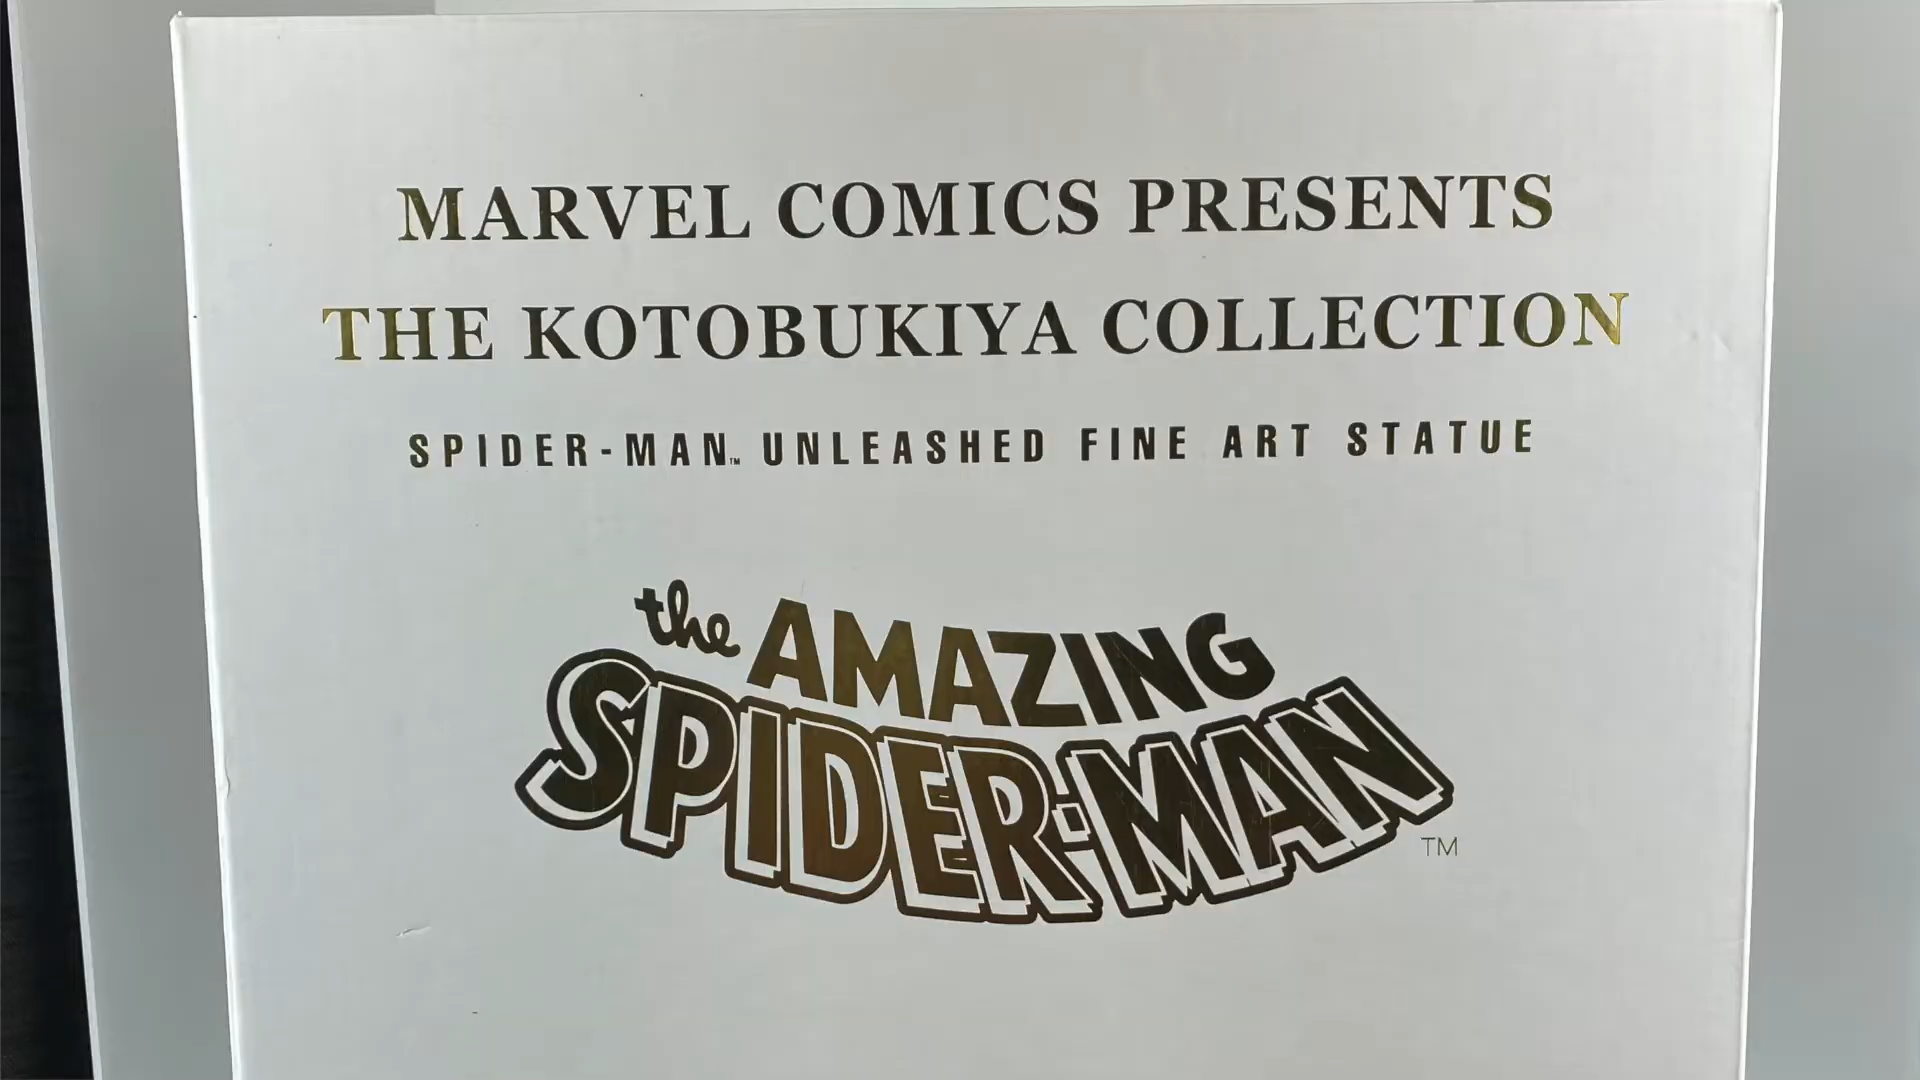 MARVEL COMICS PRESENTS
THE KOTOBUKIYA COLLECTION
SPIDER-MAN™ UNLEASHED FINE ART STATUE
the AMAZING
SPIDER-MAN
TM